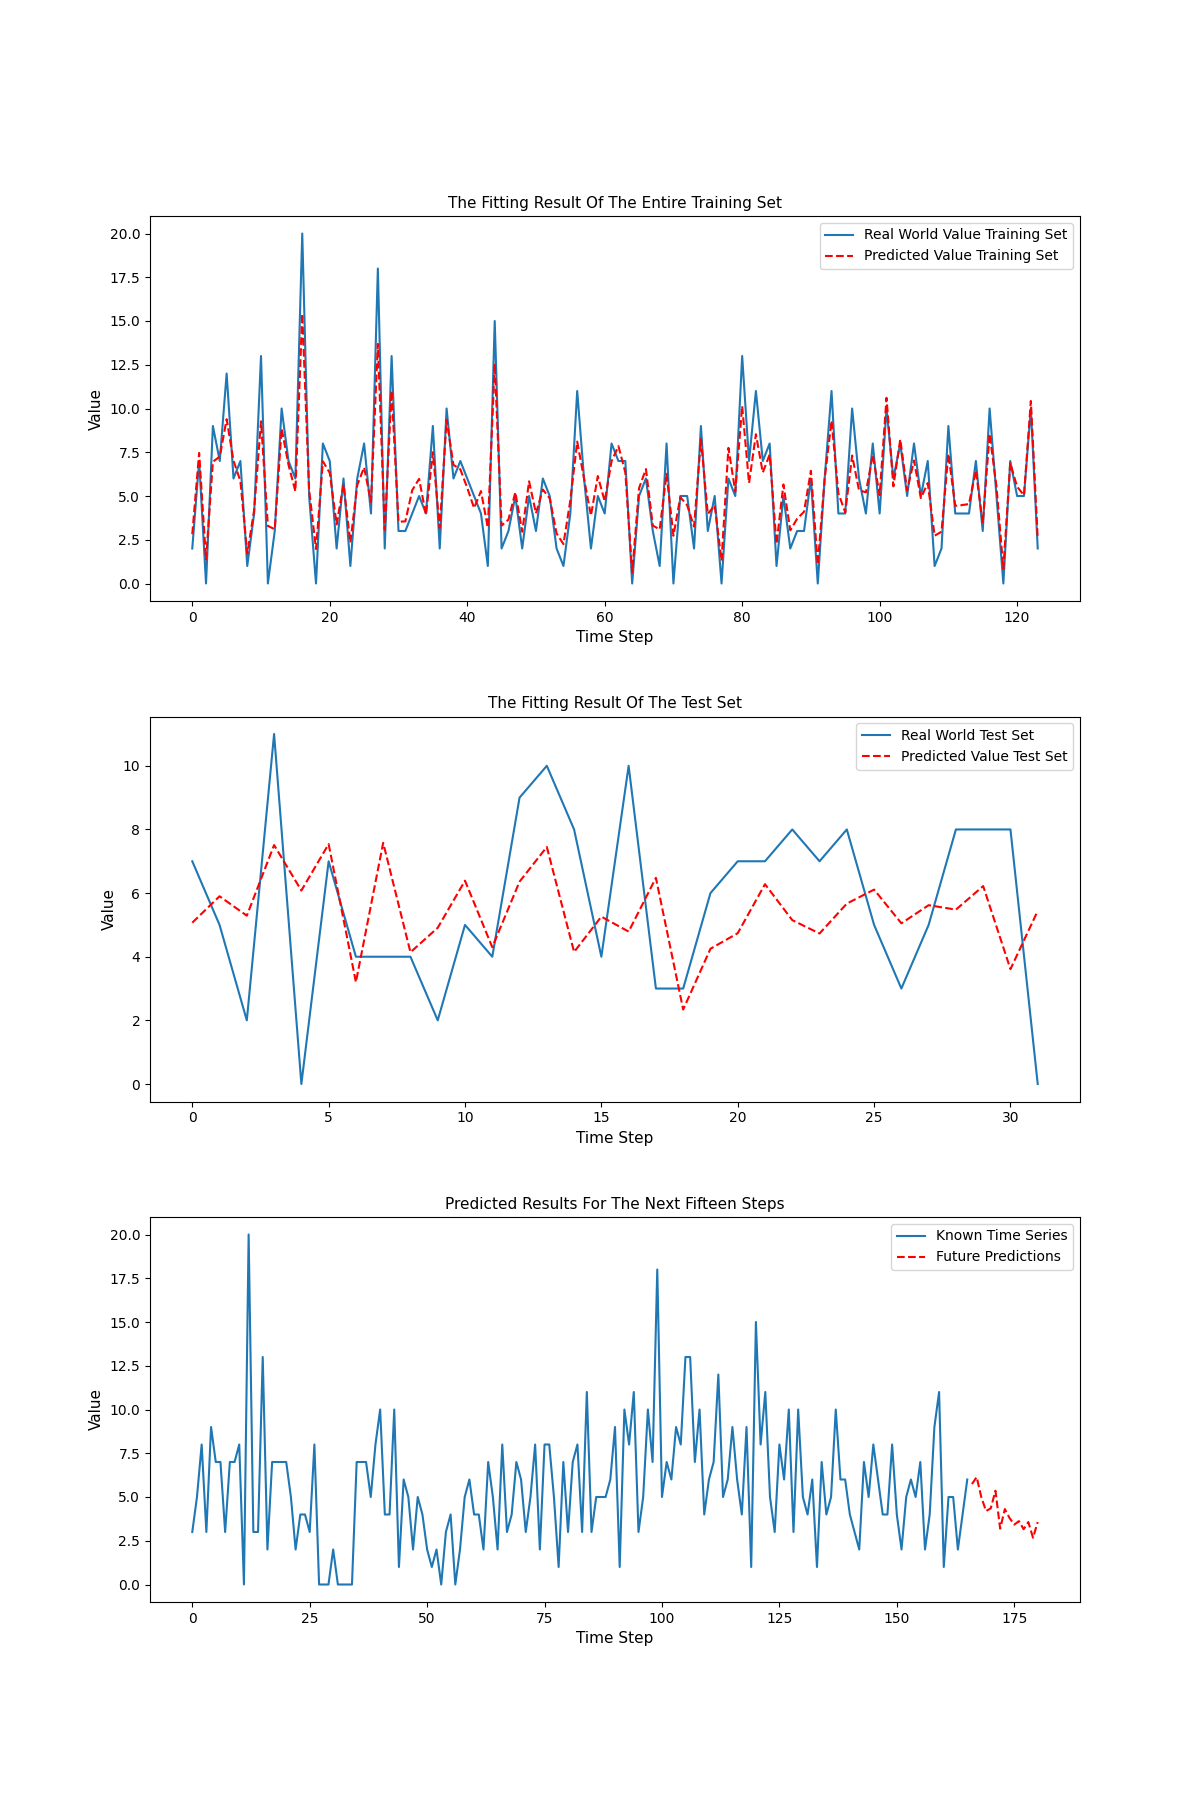 The Fitting Result Of The Entire Training Set
Real World Value Training Set
Predicted Value Training Set
Value
20.0
17.5
15.0
12.5
10.0
7.5
5.0
2.5
0.0
0 20 40 60 80 100 120
Time Step
The Fitting Result Of The Test Set
Real World Test Set
Predicted Value Test Set
Value
10
8
6
4
2
0
0 5 10 15 20 25 30
Time Step
Predicted Results For The Next Fifteen Steps
Known Time Series
Future Predictions
Value
20.0
17.5
15.0
12.5
10.0
7.5
5.0
2.5
0.0
0 25 50 75 100 125 150 175
Time Step